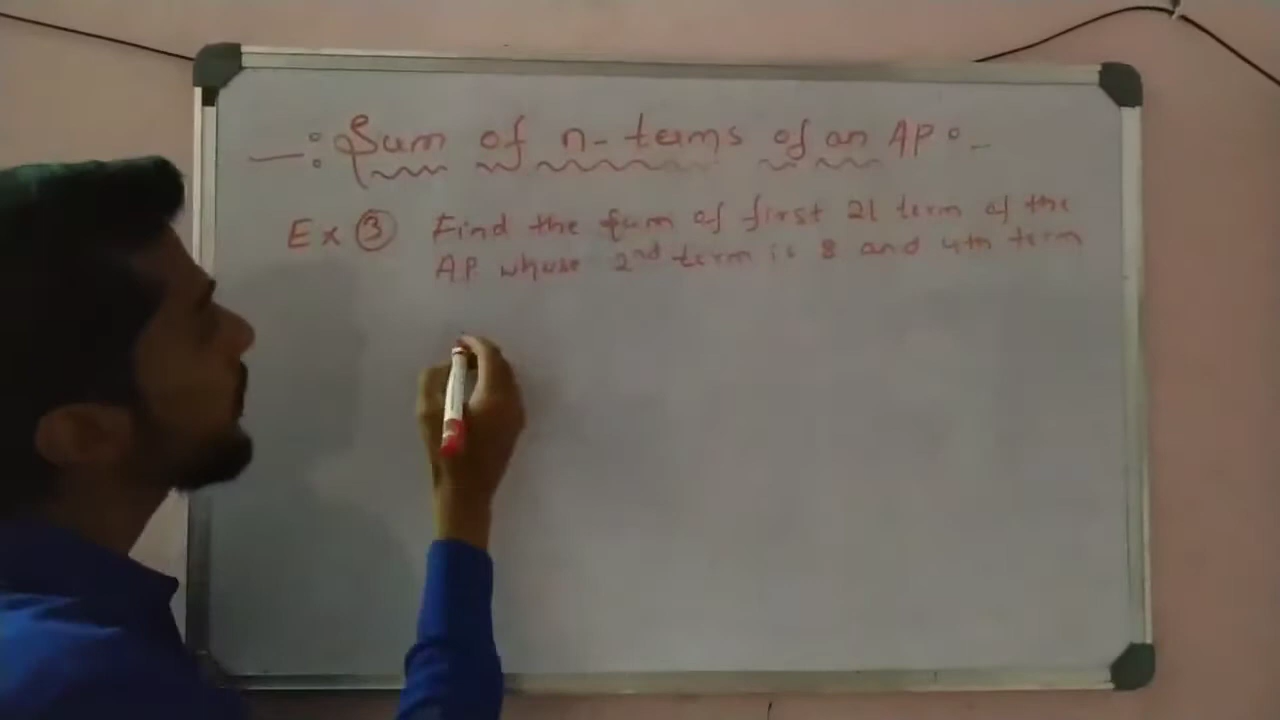 —: Sum of n-terms of an AP :-
Ex ③ Find the sum of first 21 term of the
AP whose 2nd term is 8 and 4th term